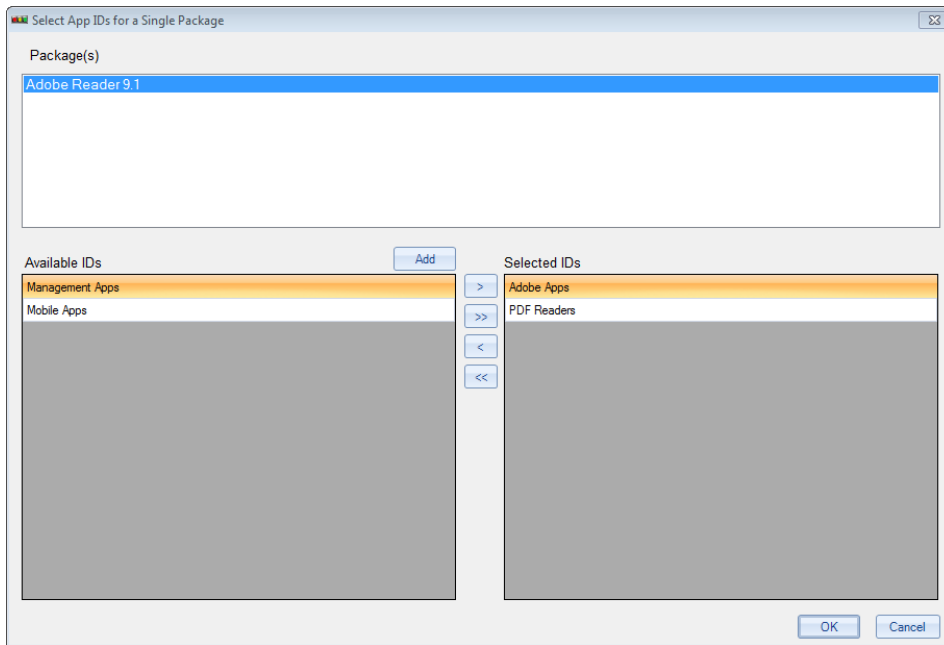 Select App IDs for a Single Package
Package(s)
Adobe Reader 9.1
Available IDs
Add
Selected IDs
Management Apps
>
Adobe Apps
Mobile Apps
>>
PDF Readers
<
<<
OK
Cancel